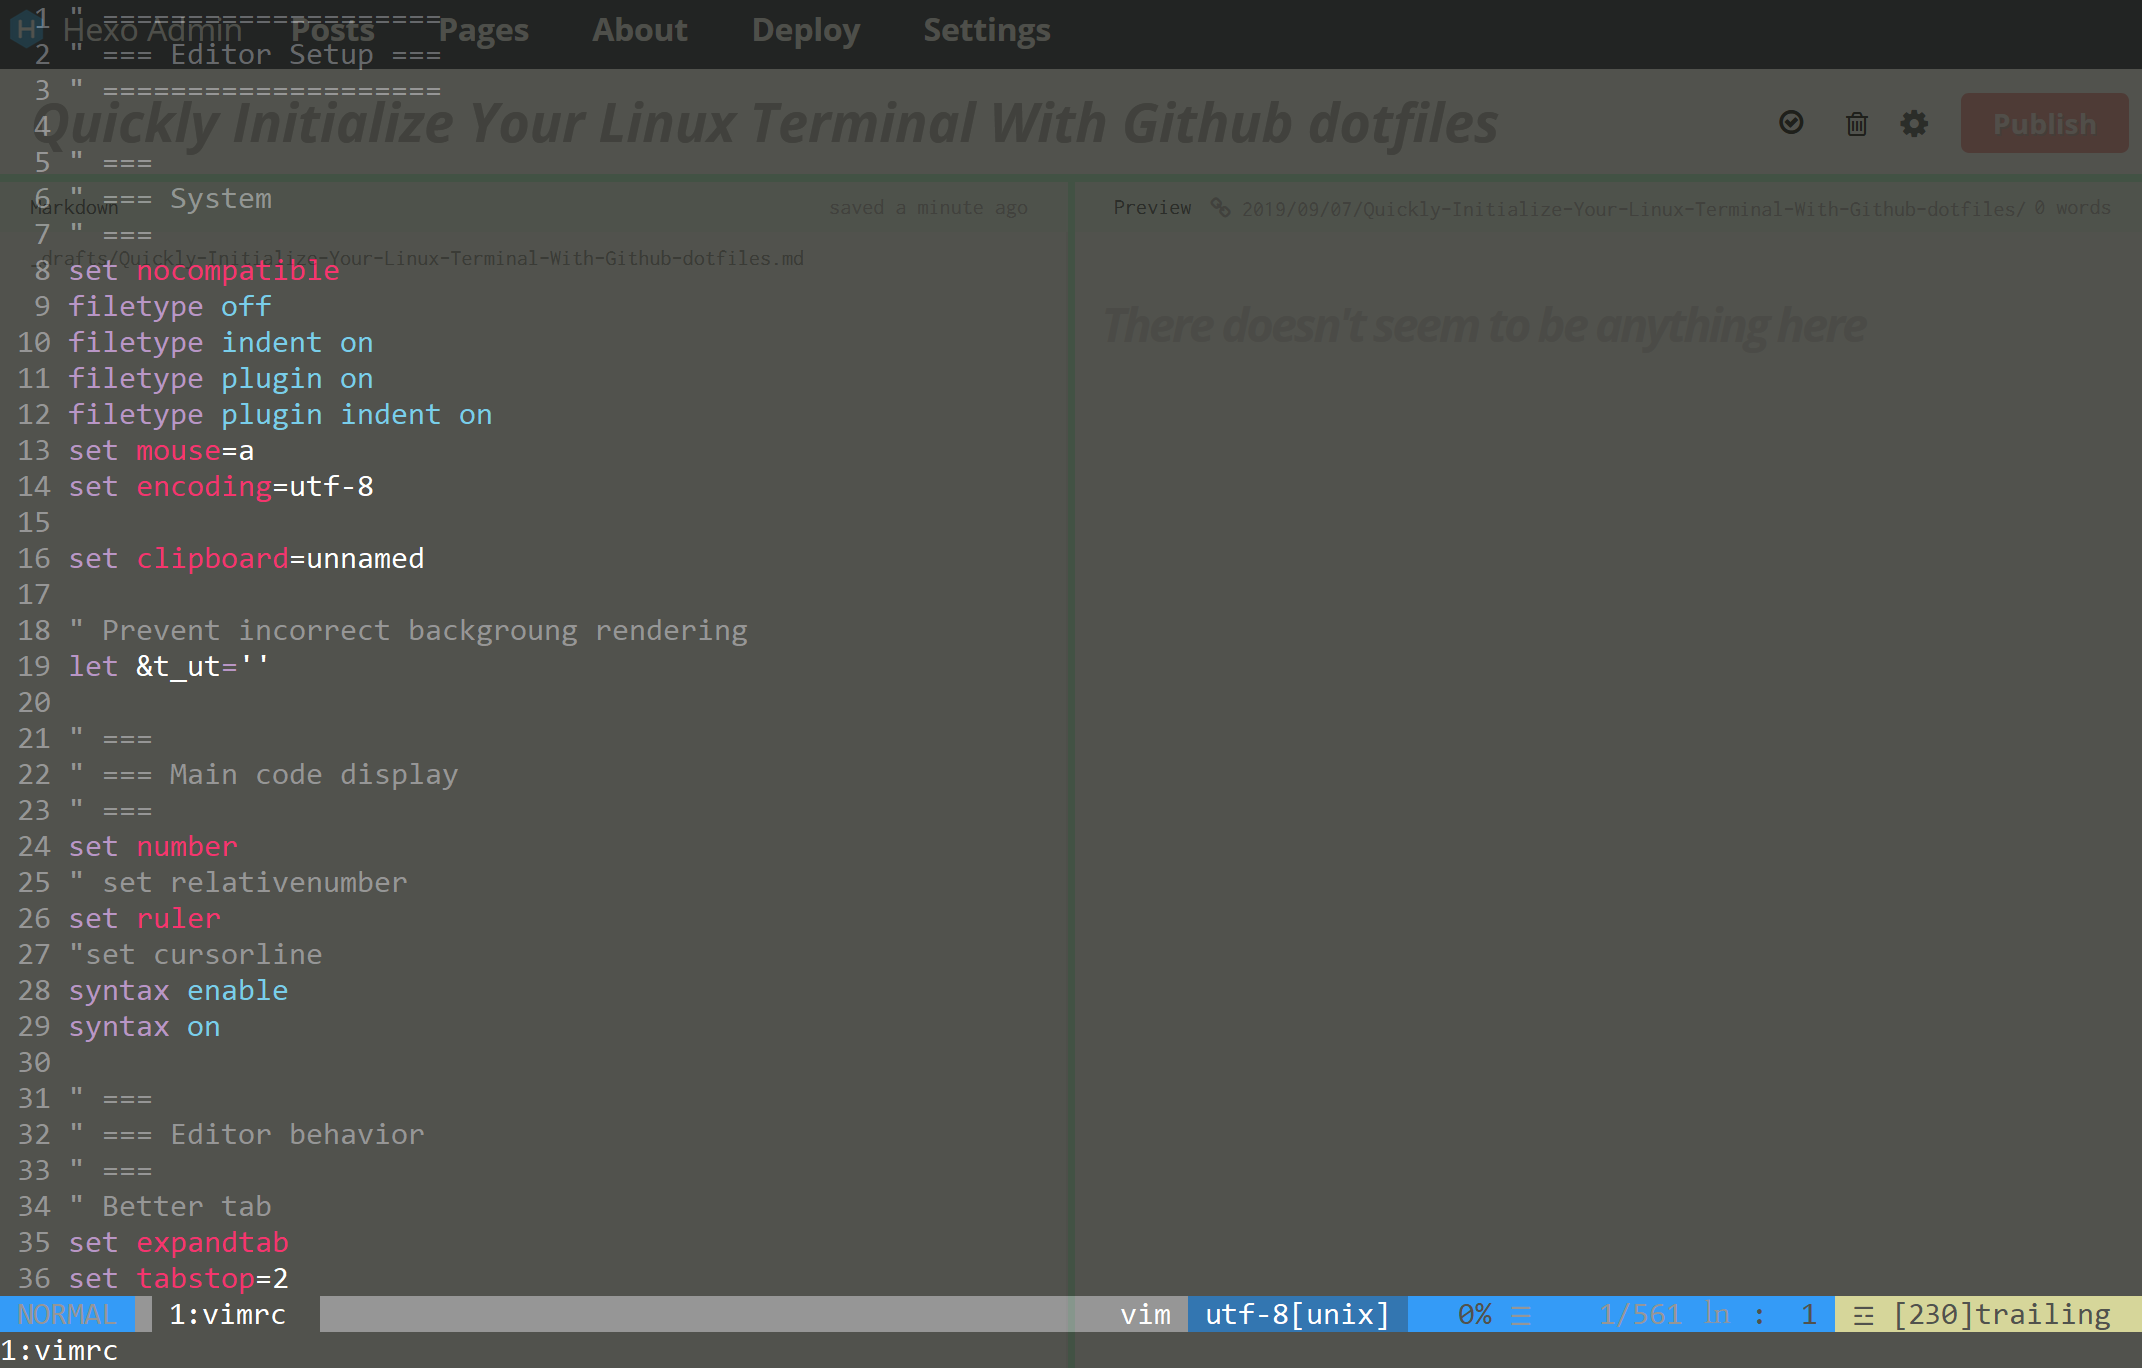 Hexo Admin Posts Pages About Deploy Settings
Quickly Initialize Your Linux Terminal With Github dotfiles
Publish
Markdown saved a minute ago
Preview 2019/09/07/Quickly-Initialize-Your-Linux-Terminal-With-Github-dotfiles/ 0 words
_drafts/Quickly-Initialize-Your-Linux-Terminal-With-Github-dotfiles.md
There doesn't seem to be anything here
1 " ====================
2 " === Editor Setup ===
3 " ====================
4
5 " ===
6 " === System
7 " ===
8 set nocompatible
9 filetype off
10 filetype indent on
11 filetype plugin on
12 filetype plugin indent on
13 set mouse=a
14 set encoding=utf-8
15
16 set clipboard=unnamed
17
18 " Prevent incorrect backgroung rendering
19 let &t_ut=''
20
21 " ===
22 " === Main code display
23 " ===
24 set number
25 " set relativenumber
26 set ruler
27 "set cursorline
28 syntax enable
29 syntax on
30
31 " ===
32 " === Editor behavior
33 " ===
34 " Better tab
35 set expandtab
36 set tabstop=2
NORMAL 1:vimrc vim utf-8[unix] 0% ☰ 1/561 ㏑ : 1 ☲ [230]trailing
1:vimrc